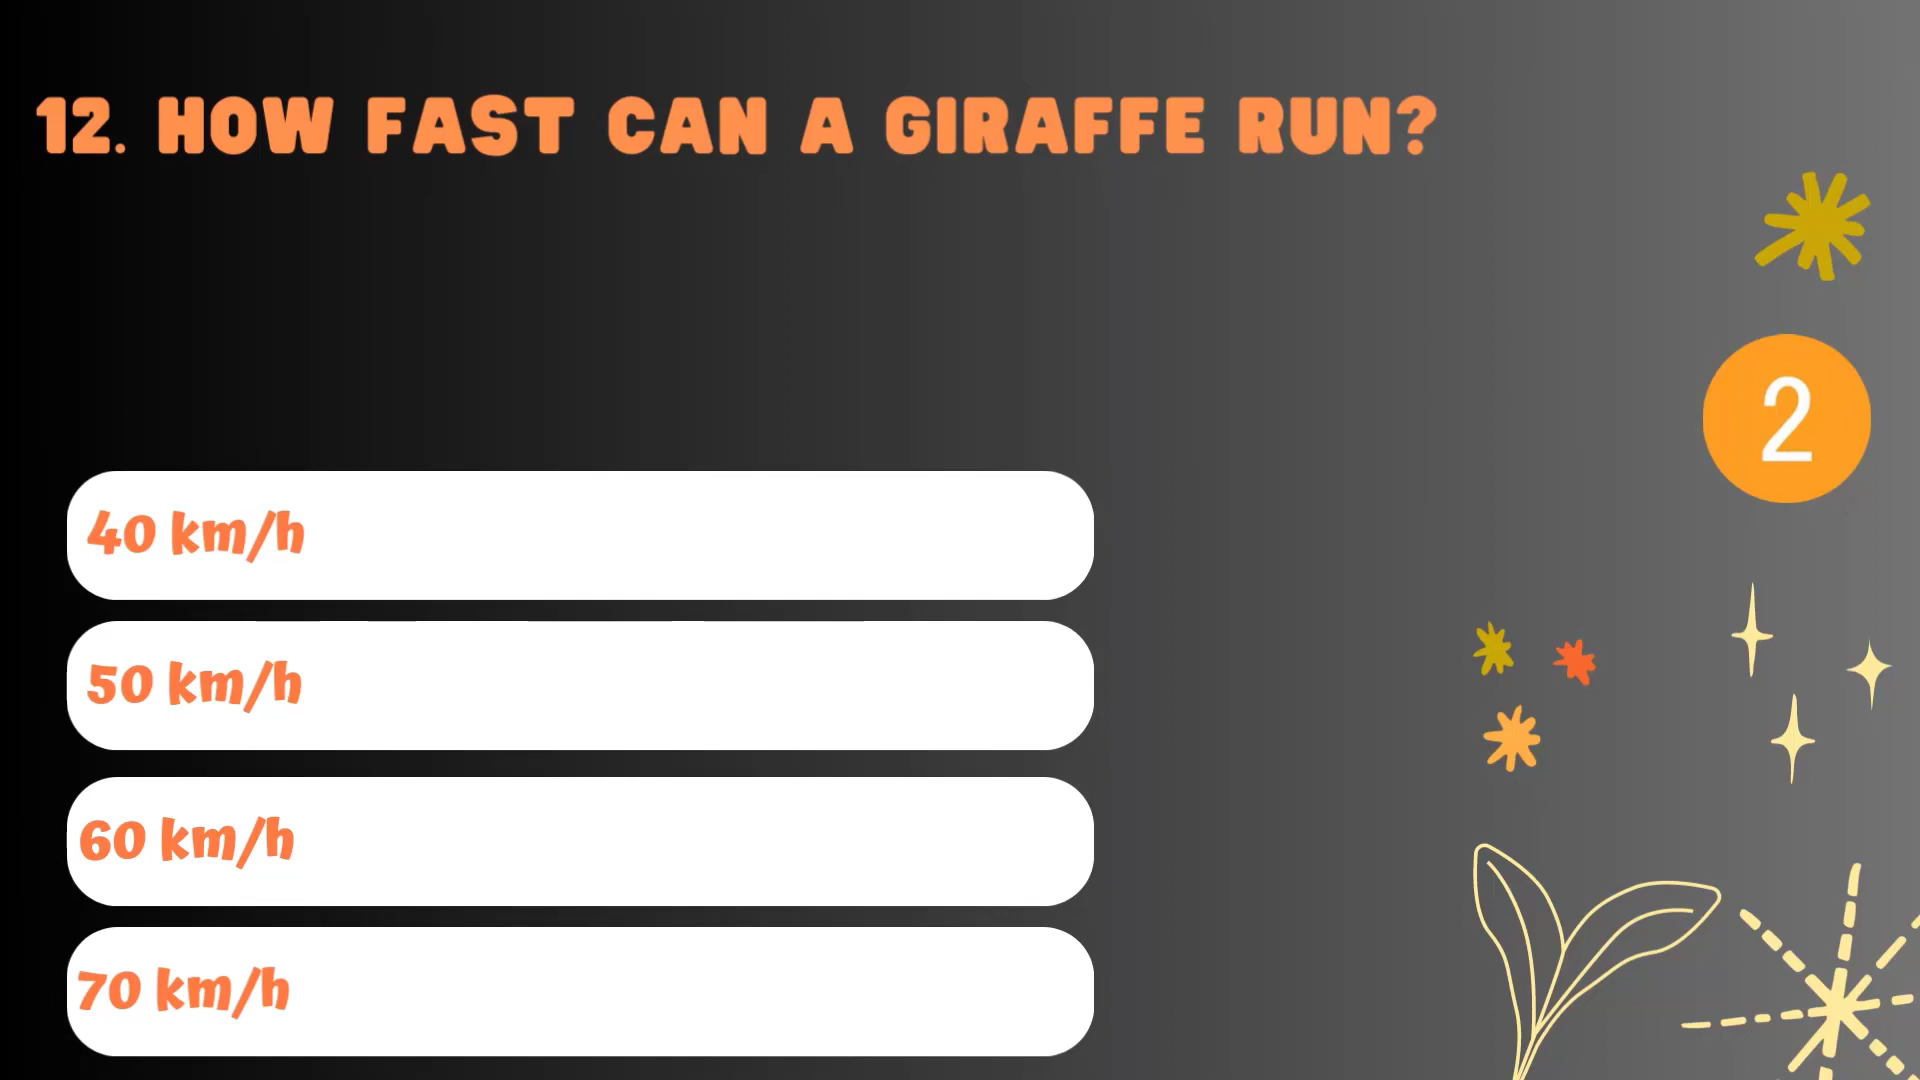 12. HOW FAST CAN A GIRAFFE RUN?
2
40 km/h
50 km/h
60 km/h
70 km/h